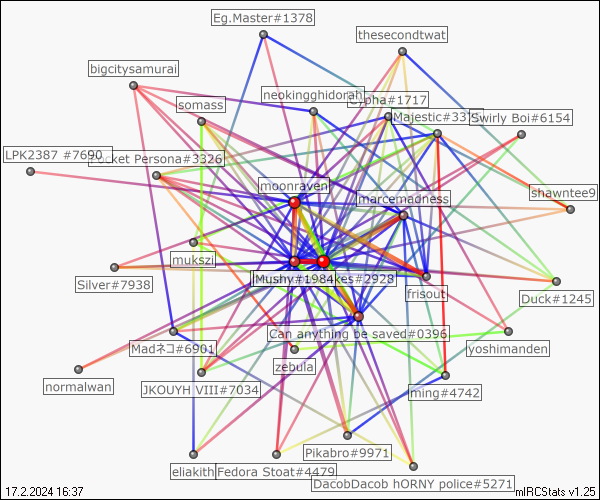 Eg.Master#1378
thesecondtwat
bigcitysamurai
neokingghidorah
Cypha#1717
somass
Majestic#331
Swirly Boi#6154
LPK2387 #7690
Pocket Persona#3326
moonraven
marcemadness
shawntee9
mukszi
Mushy#1984
kes#2928
Silver#7938
frisout
Duck#1245
Can anything be saved#0396
Madネコ#6901
yoshimanden
zebula
normalwan
JKOUYH VIII#7034
ming#4742
Pikabro#9971
eliakith
Fedora Stoat#4479
DacobDacob hORNY police#5271
17.2.2024 16:37
mIRCStats v1.25